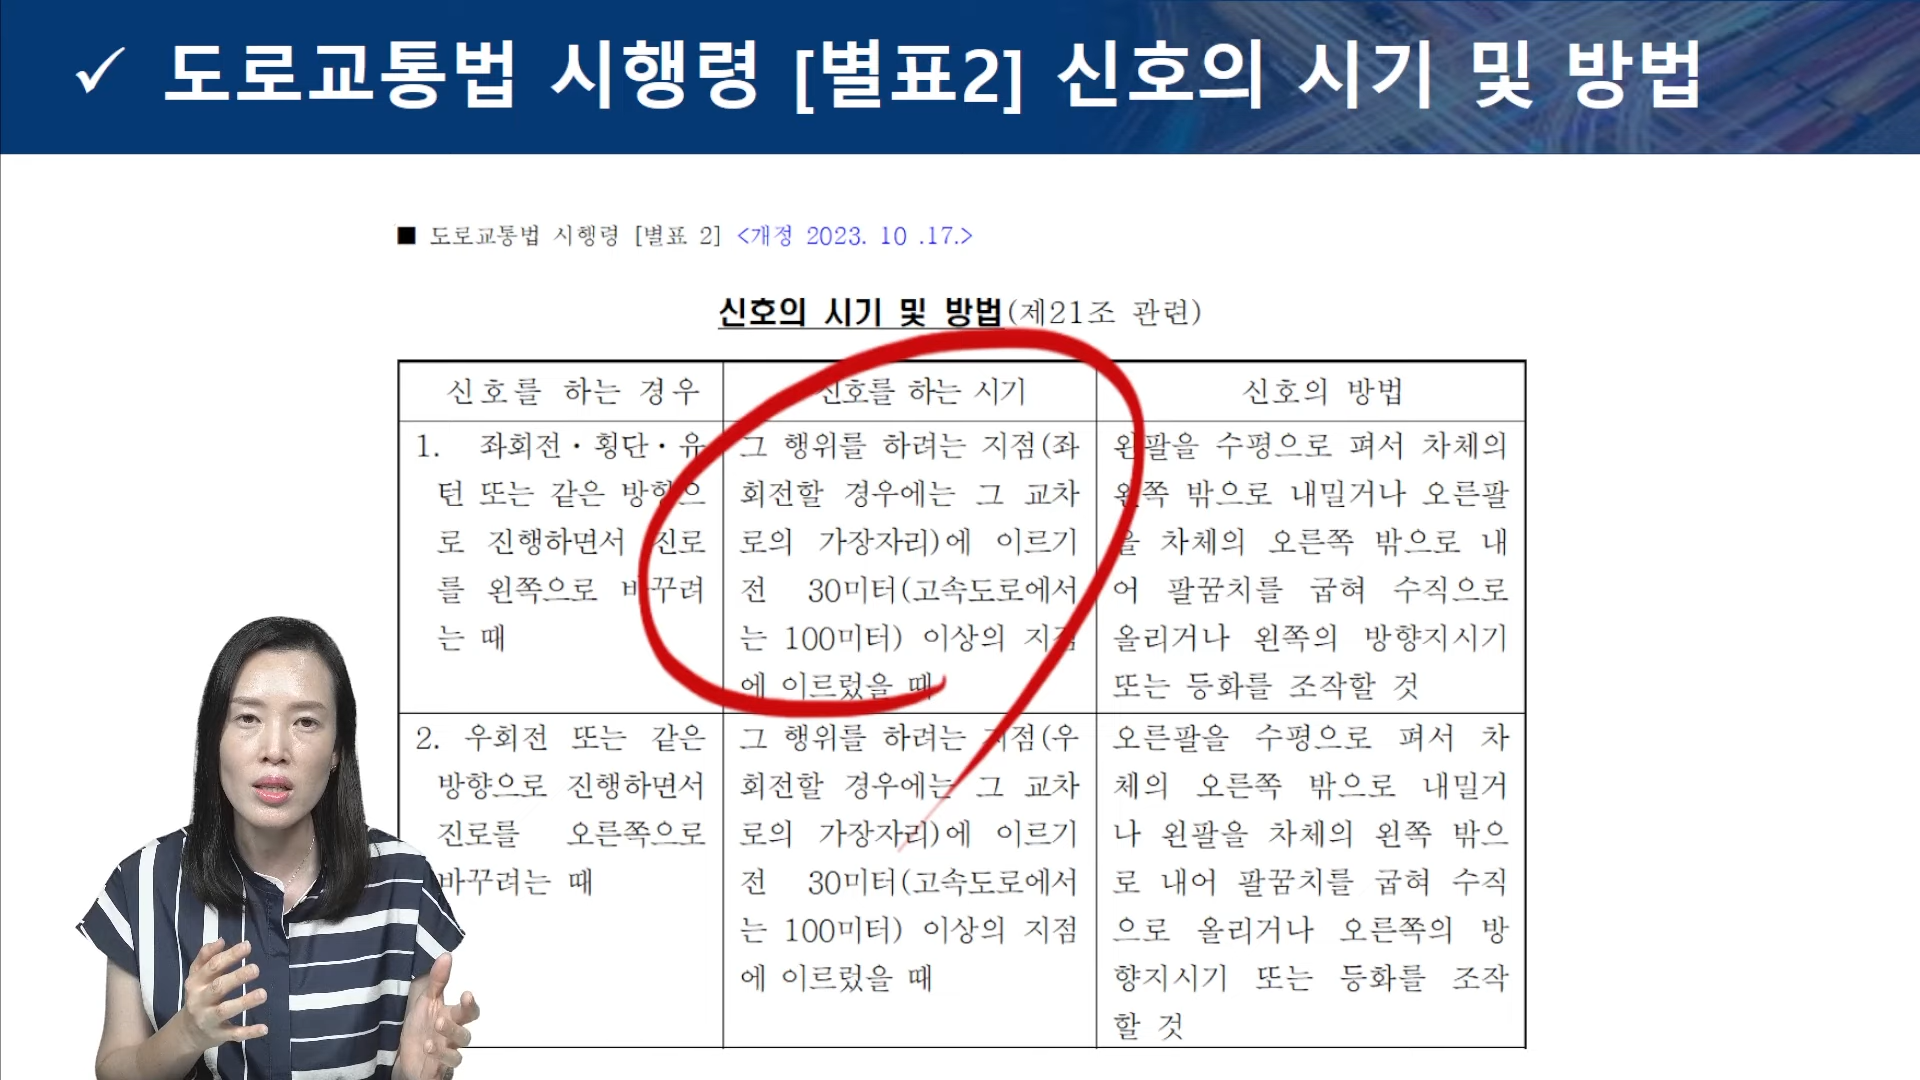 ✓ 도로교통법 시행령 [별표2] 신호의 시기 및 방법
■ 도로교통법 시행령 [별표 2] <개정 2023. 10 .17.>
신호의 시기 및 방법(제21조 관련)
신호를 하는 경우
신호를 하는 시기
신호의 방법
1. 좌회전·횡단·유
턴 또는 같은 방향으
로 진행하면서 진로
를 왼쪽으로 바꾸려
는 때
그 행위를 하려는 지점(좌
회전할 경우에는 그 교차
로의 가장자리)에 이르기
전 30미터(고속도로에서
는 100미터) 이상의 지점
에 이르렀을 때
왼팔을 수평으로 펴서 차체의
왼쪽 밖으로 내밀거나 오른팔
을 차체의 오른쪽 밖으로 내
어 팔꿈치를 굽혀 수직으로
올리거나 왼쪽의 방향지시기
또는 등화를 조작할 것
2. 우회전 또는 같은
방향으로 진행하면서
진로를 오른쪽으로
바꾸려는 때
그 행위를 하려는 지점(우
회전할 경우에는 그 교차
로의 가장자리)에 이르기
전 30미터(고속도로에서
는 100미터) 이상의 지점
에 이르렀을 때
오른팔을 수평으로 펴서 차
체의 오른쪽 밖으로 내밀거
나 왼팔을 차체의 왼쪽 밖으
로 내어 팔꿈치를 굽혀 수직
으로 올리거나 오른쪽의 방
향지시기 또는 등화를 조작
할 것